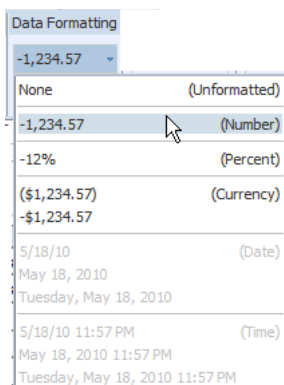 Data Formatting
-1,234.57
None (Unformatted)
-1,234.57 (Number)
-12% (Percent)
($1,234.57) (Currency)
-$1,234.57
5/18/10 (Date)
May 18, 2010
Tuesday, May 18, 2010
5/18/10 11:57 PM (Time)
May 18, 2010 11:57 PM
Tuesday, May 18, 2010 11:57 PM